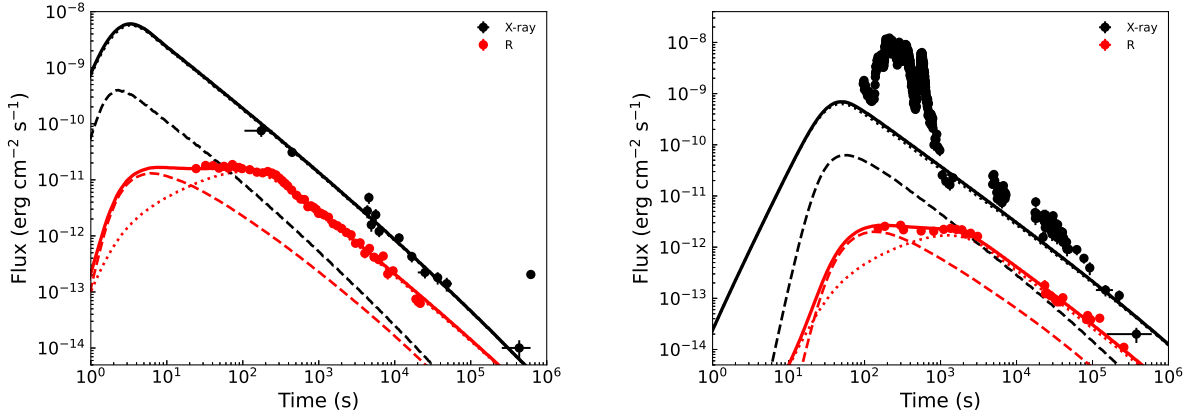 X-ray
R
10⁻⁸
10⁻⁹
10⁻¹⁰
10⁻¹¹
10⁻¹²
10⁻¹³
10⁻¹⁴
Flux (erg cm⁻² s⁻¹)
10⁰ 10¹ 10² 10³ 10⁴ 10⁵ 10⁶
Time (s)
X-ray
R
10⁻⁸
10⁻⁹
10⁻¹⁰
10⁻¹¹
10⁻¹²
10⁻¹³
10⁻¹⁴
Flux (erg cm⁻² s⁻¹)
10⁰ 10¹ 10² 10³ 10⁴ 10⁵ 10⁶
Time (s)